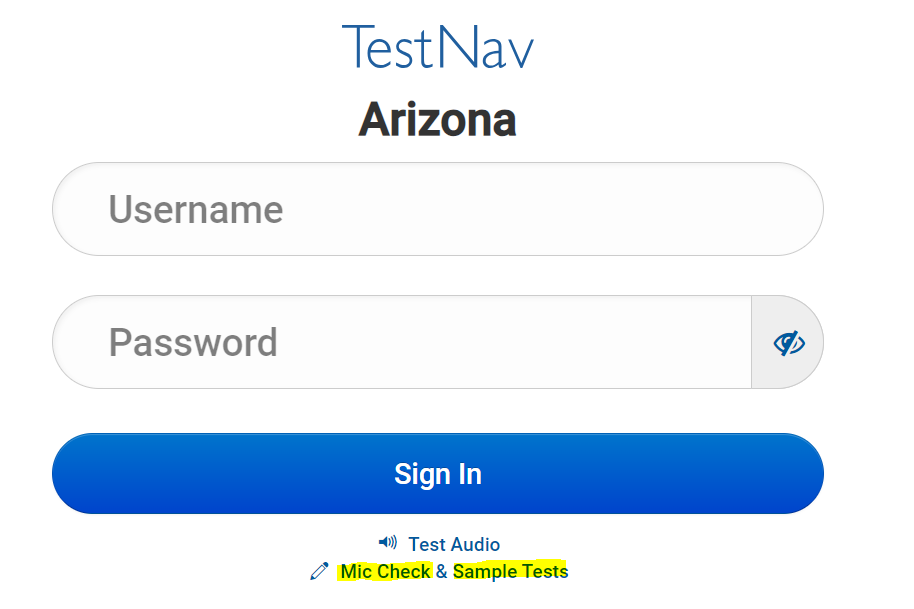 TestNav
Arizona
Username
Password
Sign In
Test Audio
Mic Check & Sample Tests